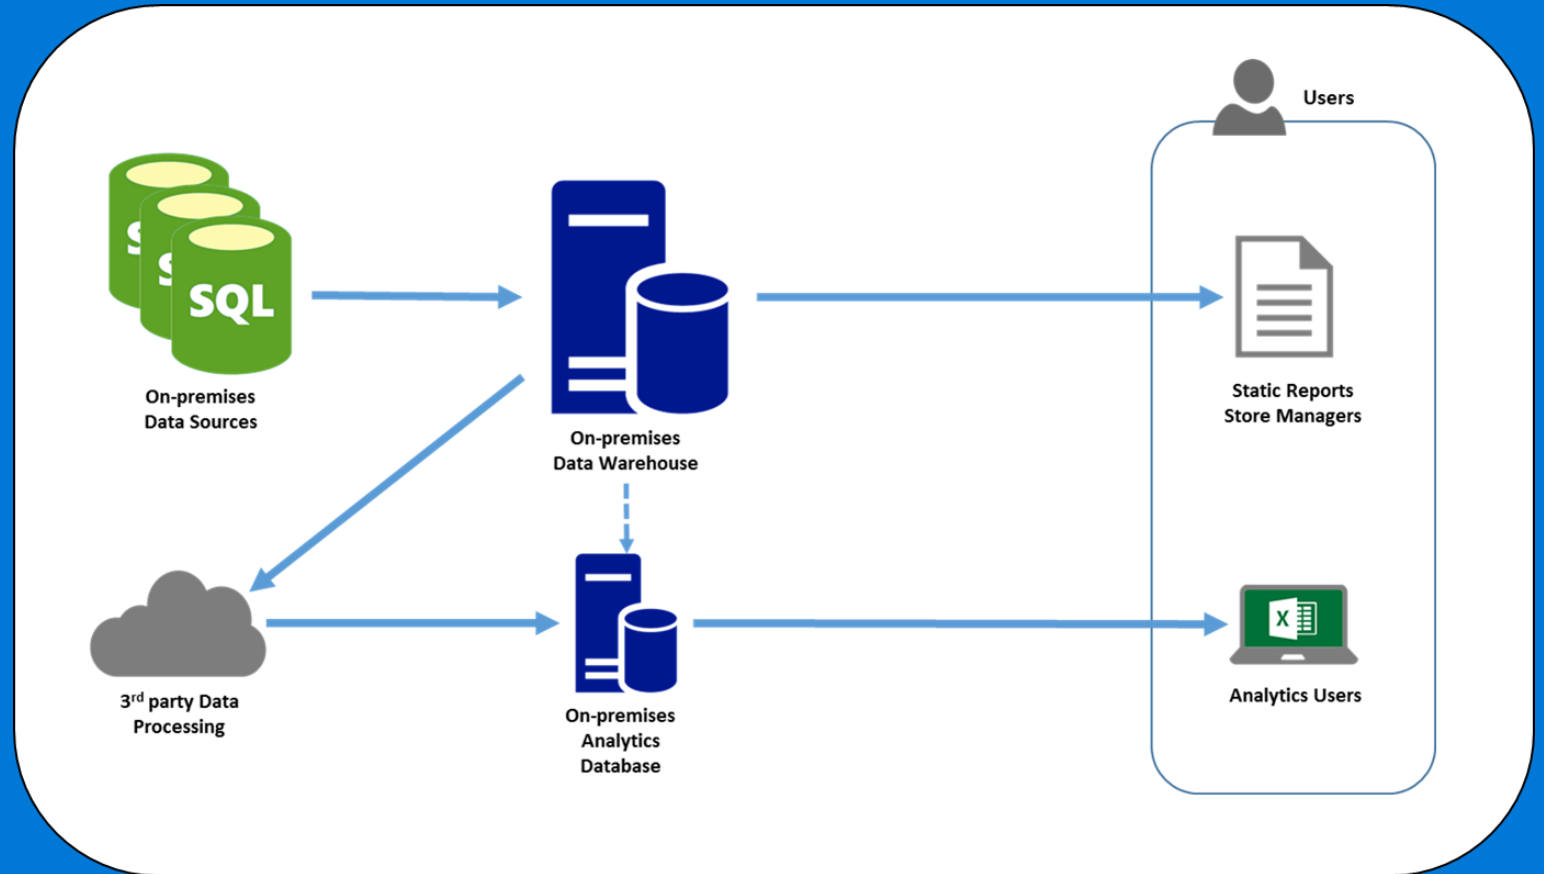 Users
S
S
SQL
On-premises
Data Sources
On-premises
Data Warehouse
Static Reports
Store Managers
3rd party Data
Processing
On-premises
Analytics
Database
X
Analytics Users